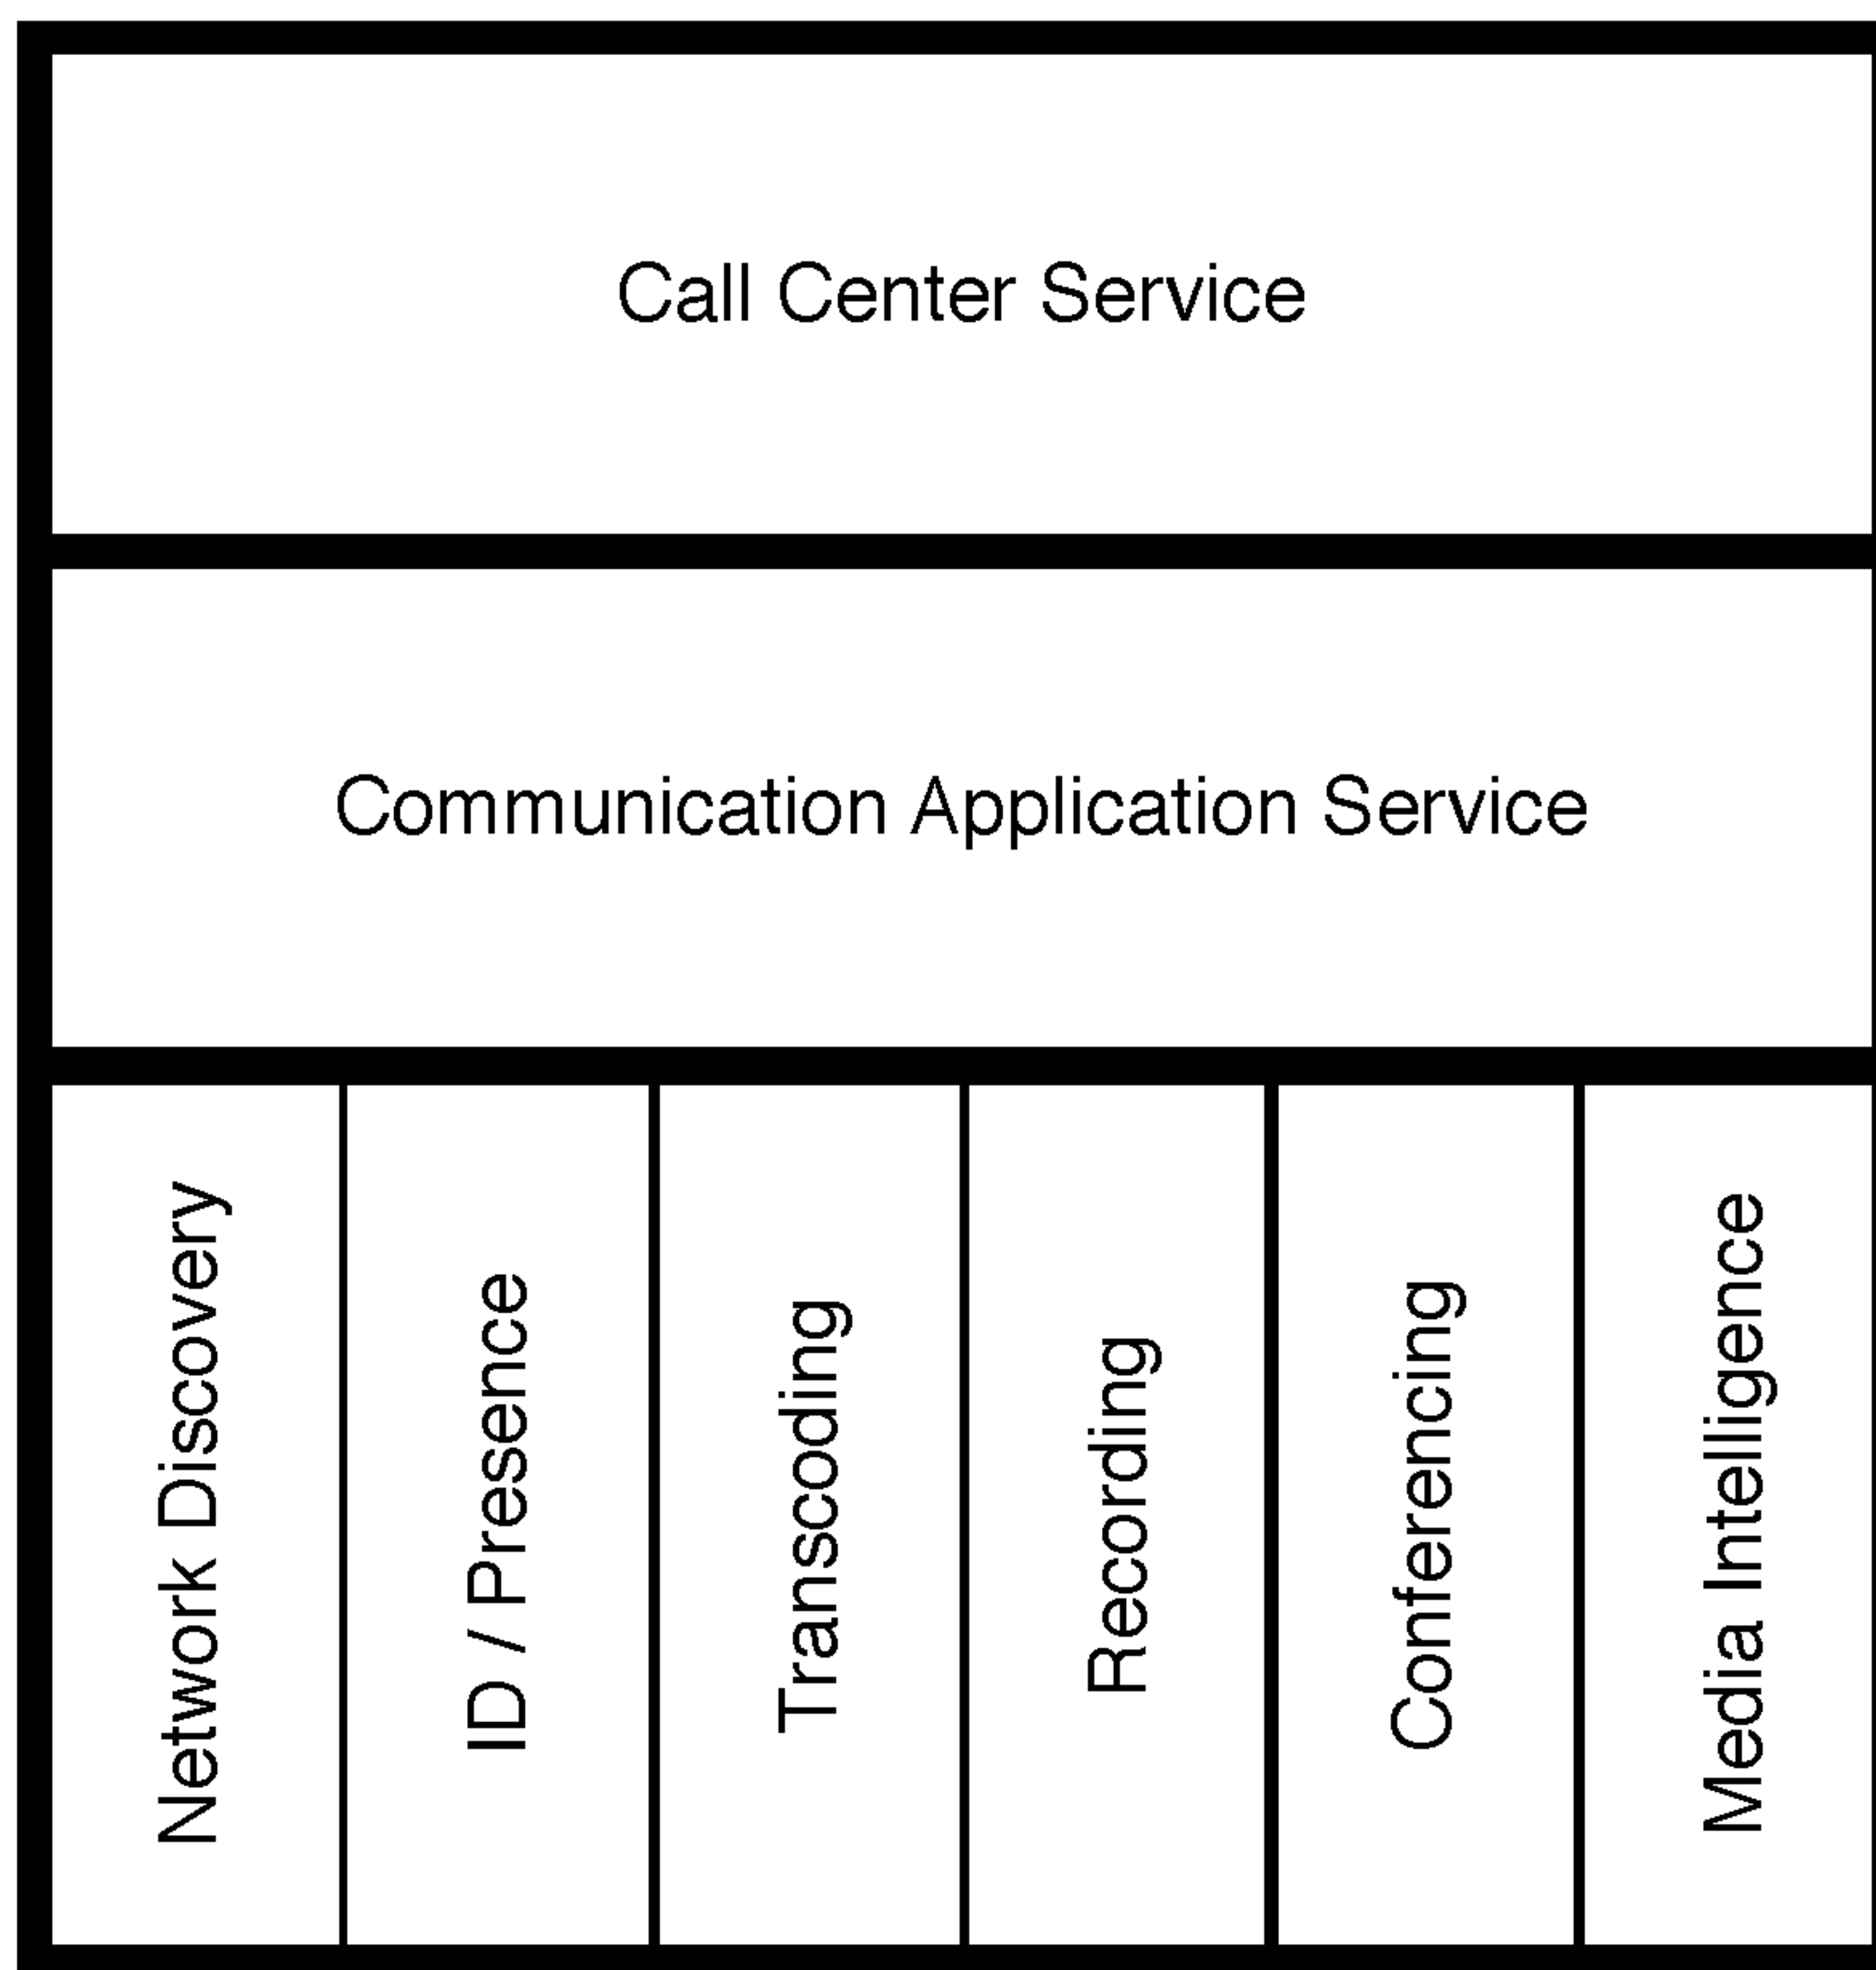 Call Center Service
Communication Application Service
Network Discovery
ID / Presence
Transcoding
Recording
Conferencing
Media Intelligence